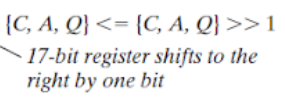 {C, A, Q} <= {C, A, Q} >> 1
17-bit register shifts to the
right by one bit